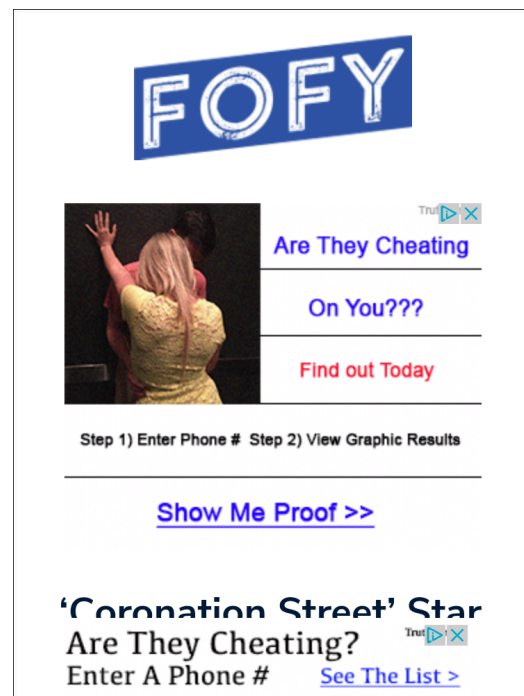 FOFY
Are They Cheating
On You???
Find out Today
Step 1) Enter Phone # Step 2) View Graphic Results
Show Me Proof >>
‘Coronation Street’ Star
Are They Cheating?
Enter A Phone # See The List >